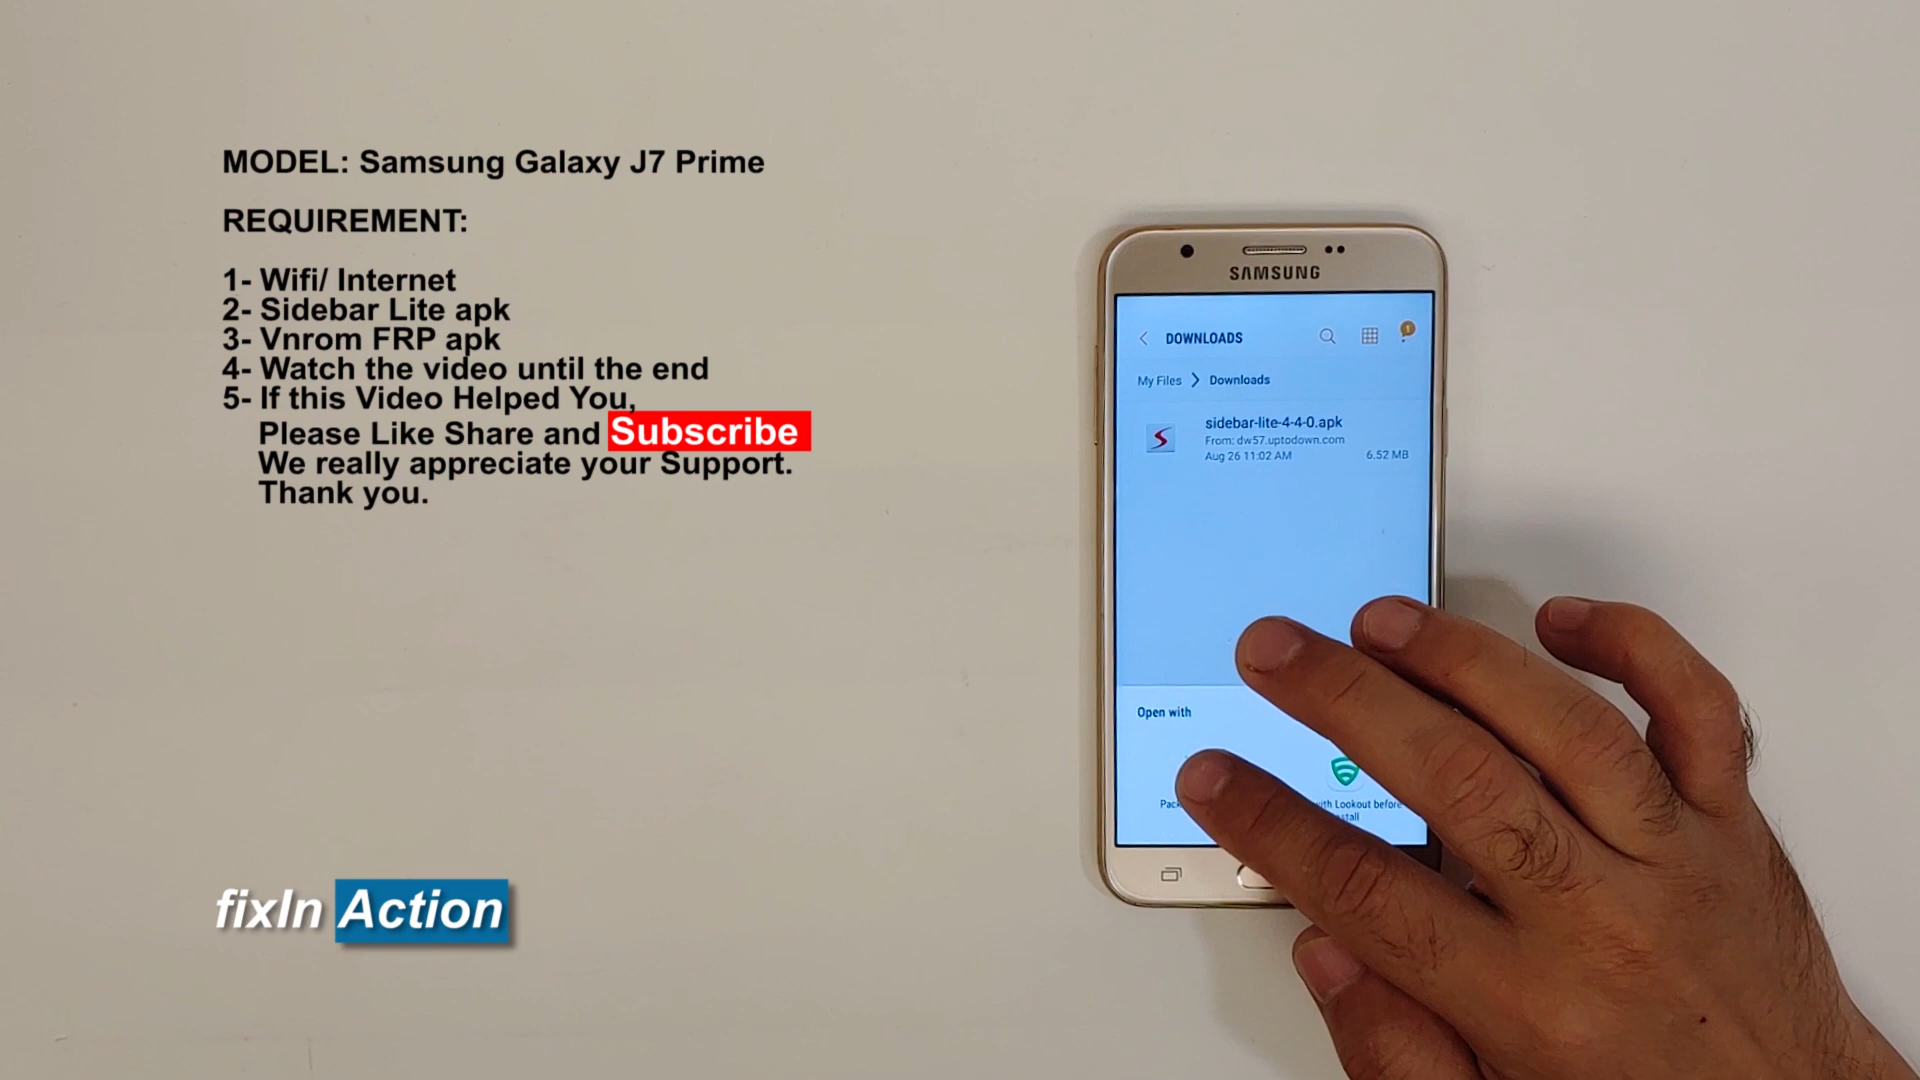 MODEL: Samsung Galaxy J7 Prime
REQUIREMENT:
1- Wifi/ Internet
2- Sidebar Lite apk
3- Vnrom FRP apk
4- Watch the video until the end
5- If this Video Helped You,
Please Like Share and Subscribe
We really appreciate your Support.
Thank you.
fixIn Action
SAMSUNG
DOWNLOADS
1
My Files > Downloads
sidebar-lite-4-4-0.apk
From: dw57.uptodown.com
Aug 26 11:02 AM 6.52 MB
Open with
Lookout before